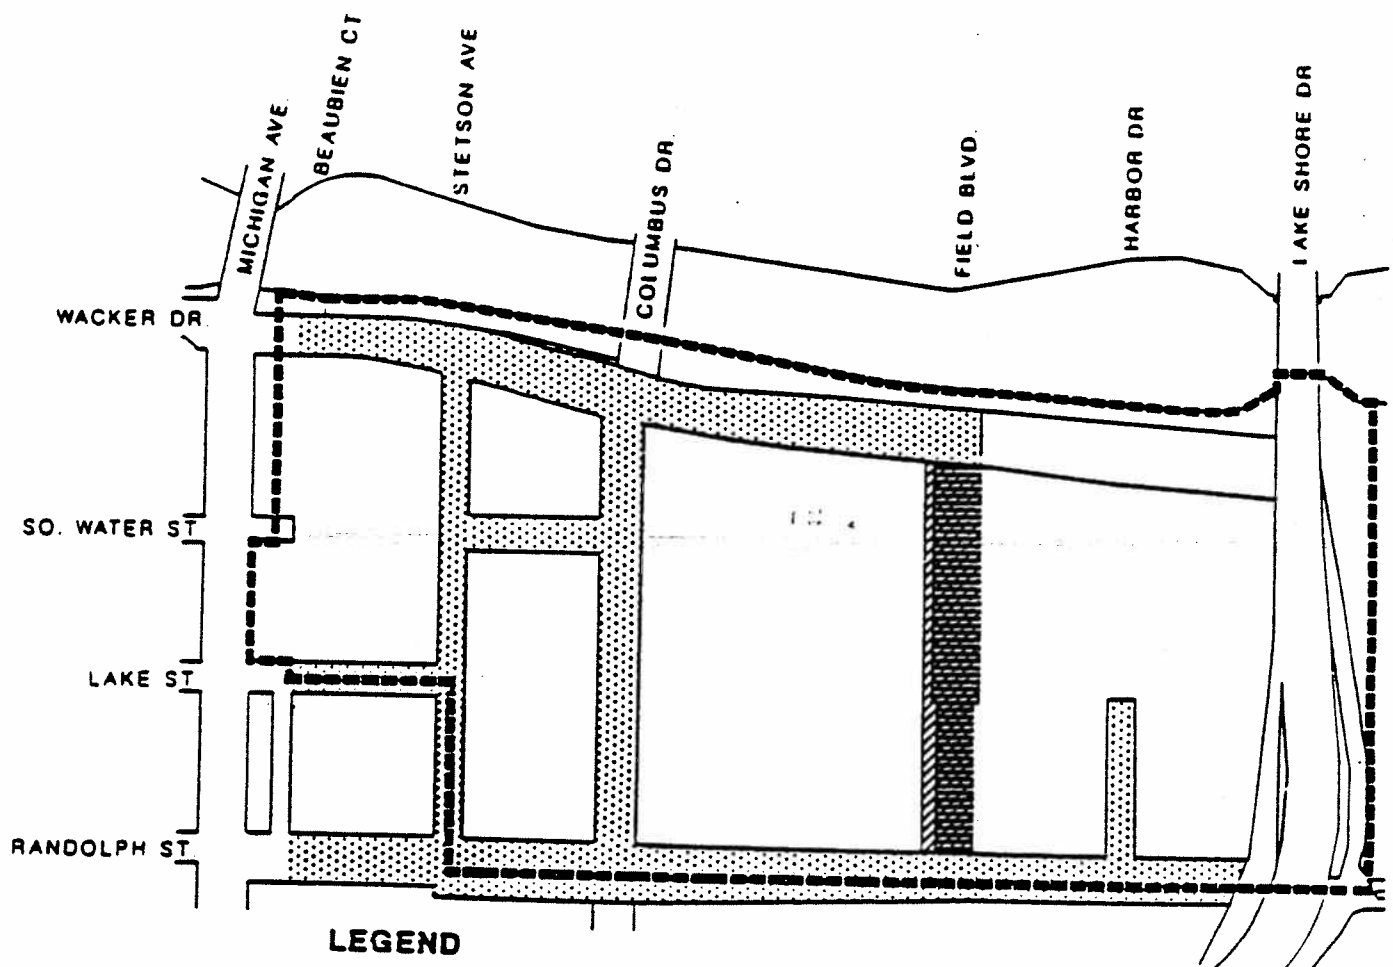 MICHIGAN AVE.
BEAUBIEN CT
STETSON AVE
COLUMBUS DR.
FIELD BLVD.
HARBOR DR
LAKE SHORE DR
WACKER DR.
SO. WATER ST
LAKE ST
RANDOLPH ST
LEGEND